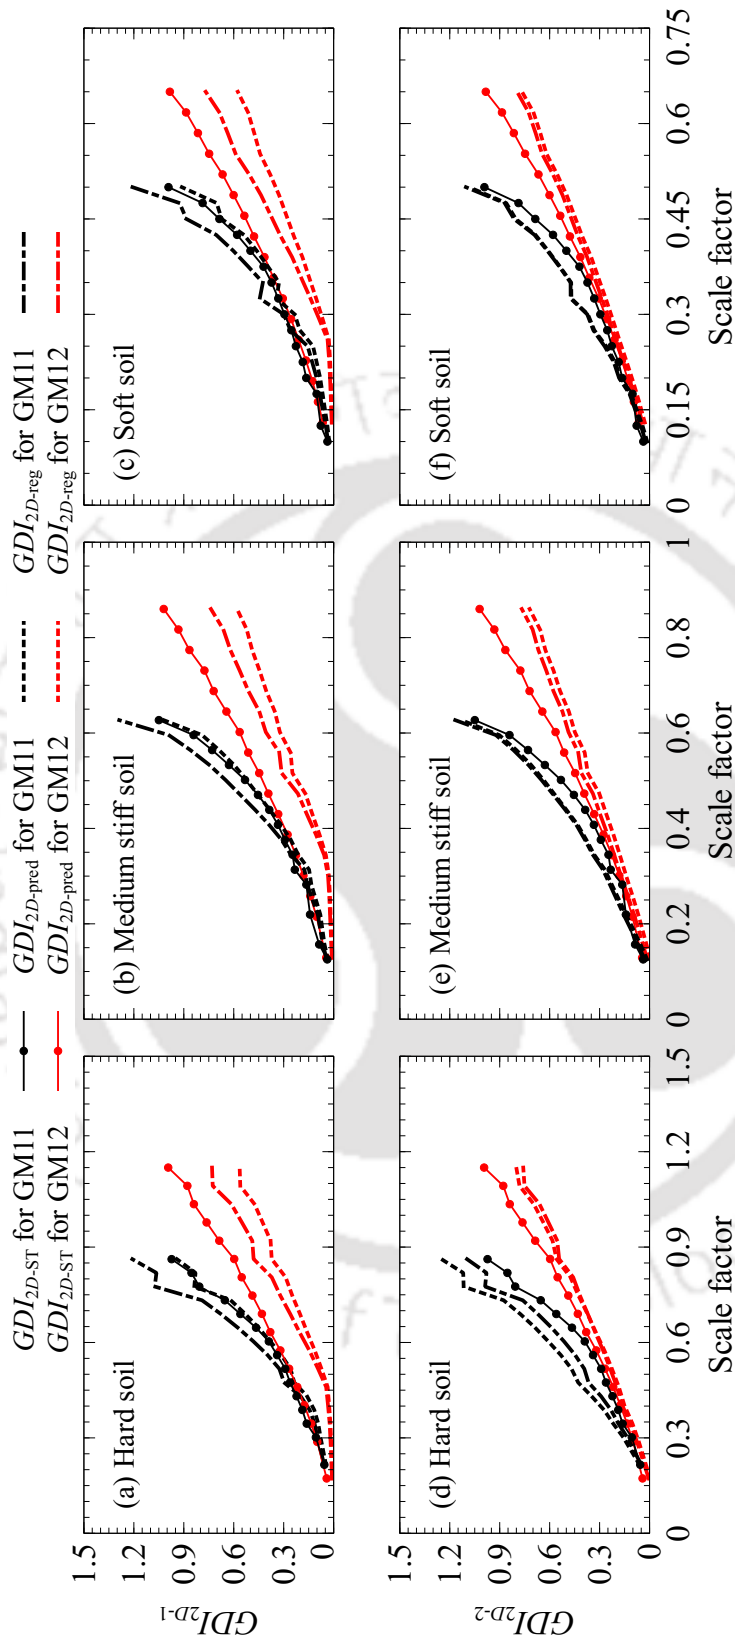 GDI2D-ST for GM11 GDI2D-pred for GM11 GDI2D-reg for GM11
GDI2D-ST for GM12 GDI2D-pred for GM12 GDI2D-reg for GM12
GDI2D-1
1.5
1.2
0.9
0.6
0.3
0
(a) Hard soil
(b) Medium stiff soil
(c) Soft soil
GDI2D-2
1.5
1.2
0.9
0.6
0.3
0
(d) Hard soil
(e) Medium stiff soil
(f) Soft soil
0 0.3 0.6 0.9 1.2 1.5
0 0.2 0.4 0.6 0.8 1
0 0.15 0.3 0.45 0.6 0.75
Scale factor
Scale factor
Scale factor